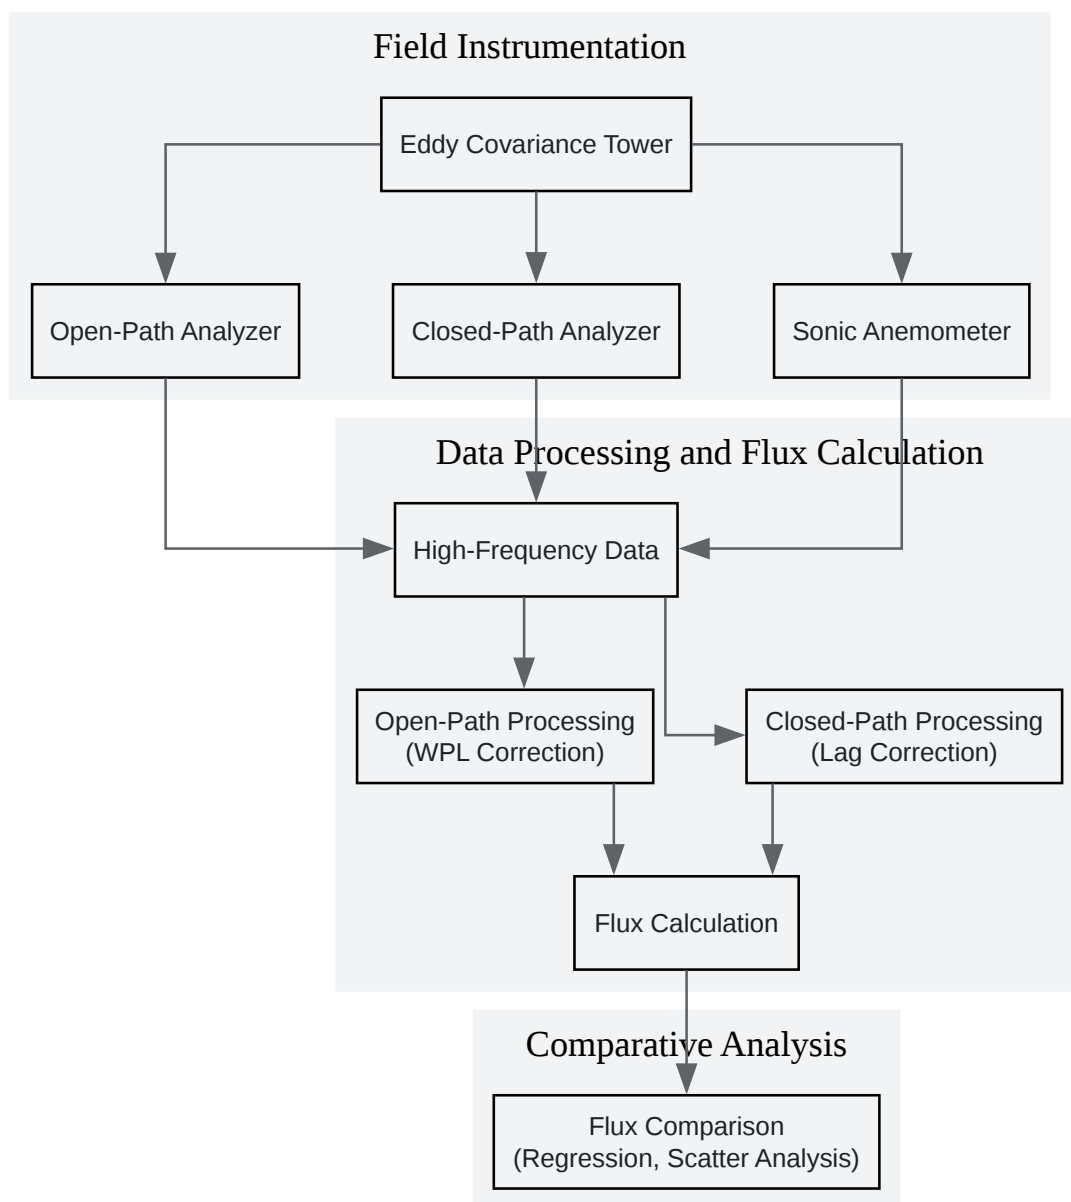 Field Instrumentation
Eddy Covariance Tower
Open-Path Analyzer
Closed-Path Analyzer
Sonic Anemometer
Data Processing and Flux Calculation
High-Frequency Data
Open-Path Processing
(WPL Correction)
Closed-Path Processing
(Lag Correction)
Flux Calculation
Comparative Analysis
Flux Comparison
(Regression, Scatter Analysis)